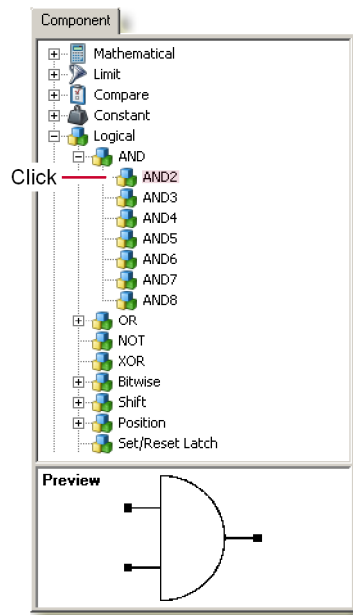 Component
Mathematical
Limit
Compare
Constant
Logical
AND
Click AND2
AND3
AND4
AND5
AND6
AND7
AND8
OR
NOT
XOR
Bitwise
Shift
Position
Set/Reset Latch
Preview